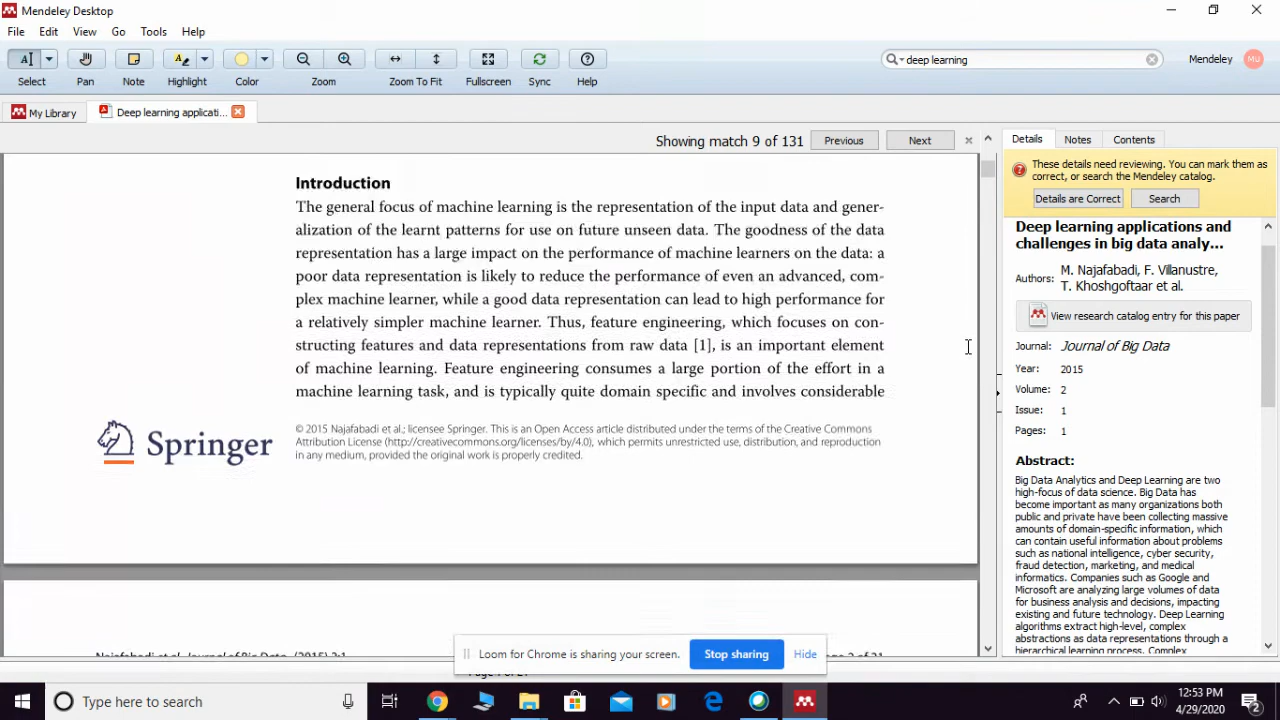 Mendeley Desktop
File Edit View Go Tools Help
Select Pan Note Highlight Color Zoom Zoom To Fit Fullscreen Sync Help
deep learning
Mendeley MU
My Library
Deep learning applicati...
Showing match 9 of 131 Previous Next
Introduction
The general focus of machine learning is the representation of the input data and gener-
alization of the learnt patterns for use on future unseen data. The goodness of the data
representation has a large impact on the performance of machine learners on the data: a
poor data representation is likely to reduce the performance of even an advanced, com-
plex machine learner, while a good data representation can lead to high performance for
a relatively simpler machine learner. Thus, feature engineering, which focuses on con-
structing features and data representations from raw data [1], is an important element
of machine learning. Feature engineering consumes a large portion of the effort in a
machine learning task, and is typically quite domain specific and involves considerable
Springer
© 2015 Najafabadi et al.; licensee Springer. This is an Open Access article distributed under the terms of the Creative Commons
Attribution License (http://creativecommons.org/licenses/by/4.0), which permits unrestricted use, distribution, and reproduction
in any medium, provided the original work is properly credited.
Najafabadi et al. Journal of Big Data (2015) 2:1
Page 2 of 21
Details Notes Contents
These details need reviewing. You can mark them as
correct, or search the Mendeley catalog.
Details are Correct Search
Deep learning applications and
challenges in big data analy...
Authors: M. Najafabadi, F. Villanustre,
T. Khoshgoftaar et al.
View research catalog entry for this paper
Journal: Journal of Big Data
Year: 2015
Volume: 2
Issue: 1
Pages: 1
Abstract:
Big Data Analytics and Deep Learning are two
high-focus of data science. Big Data has
become important as many organizations both
public and private have been collecting massive
amounts of domain-specific information, which
can contain useful information about problems
such as national intelligence, cyber security,
fraud detection, marketing, and medical
informatics. Companies such as Google and
Microsoft are analyzing large volumes of data
for business analysis and decisions, impacting
existing and future technology. Deep Learning
algorithms extract high-level, complex
abstractions as data representations through a
hierarchical learning process. Complex
Loom for Chrome is sharing your screen. Stop sharing Hide
Type here to search
12:53 PM
4/29/2020
2